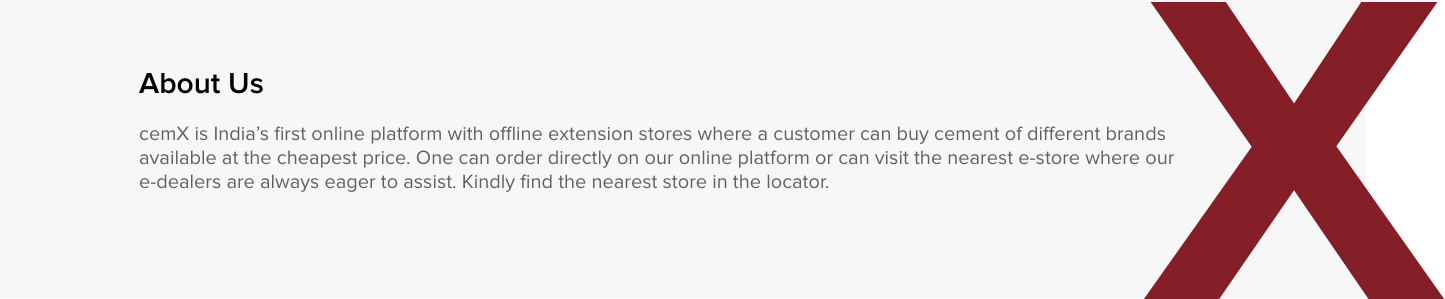 About Us
cemX is India’s first online platform with offline extension stores where a customer can buy cement of different brands
available at the cheapest price. One can order directly on our online platform or can visit the nearest e-store where our
e-dealers are always eager to assist. Kindly find the nearest store in the locator.
X